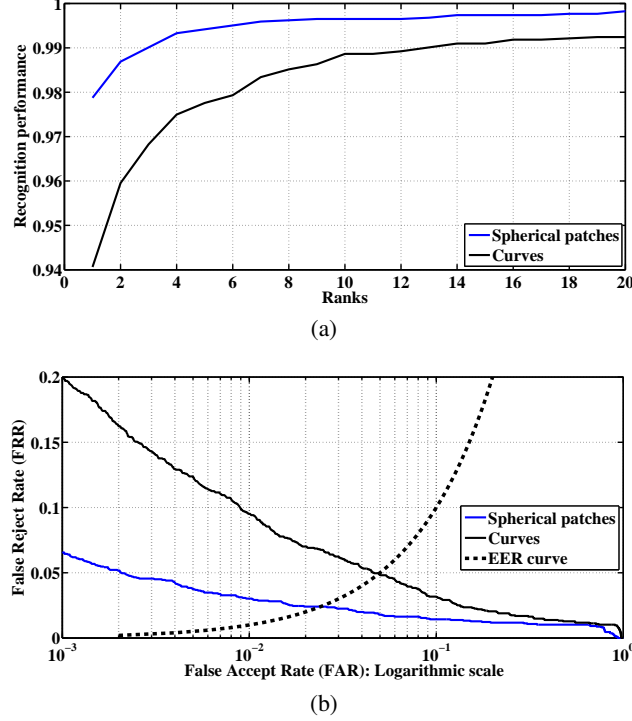 1
0.99
0.98
0.97
0.96
0.95
0.94
Recognition performance
Spherical patches
Curves
0 2 4 6 8 10 12 14 16 18 20
Ranks
(a)
0.2
0.15
0.1
0.05
0
False Reject Rate (FRR)
Spherical patches
Curves
EER curve
10^-3 10^-2 10^-1 10^0
False Accept Rate (FAR): Logarithmic scale
(b)